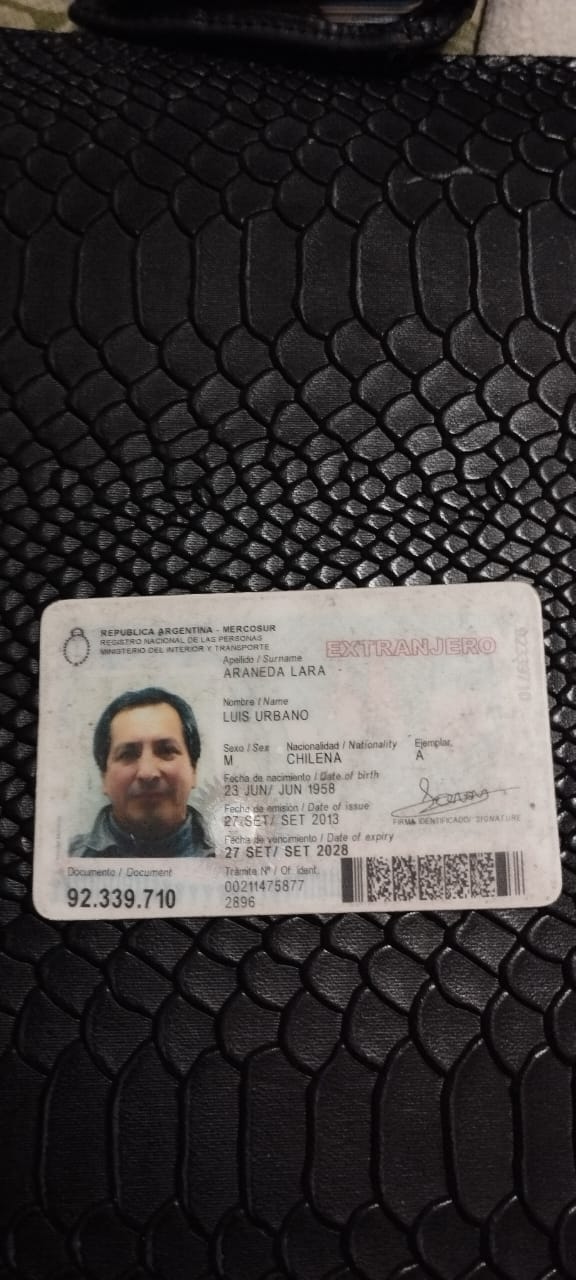 REPUBLICA ARGENTINA - MERCOSUR
REGISTRO NACIONAL DE LAS PERSONAS
MINISTERIO DEL INTERIOR Y TRANSPORTE
EXTRANJERO
Apellido / Surname
ARANEDA LARA
Nombre / Name
LUIS URBANO
Sexo / Sex Nacionalidad / Nationality Ejemplar
M CHILENA A
Fecha de nacimiento / Date of birth
23 JUN/ JUN 1958
Fecha de emisión / Date of issue
27 SET/ SET 2013
FIRMA IDENTIFICADO/ SIGNATURE
Fecha de vencimiento / Date of expiry
27 SET/ SET 2028
Documento / Document Trámite Nº / Of. ident.
92.339.710 00211475877
2896